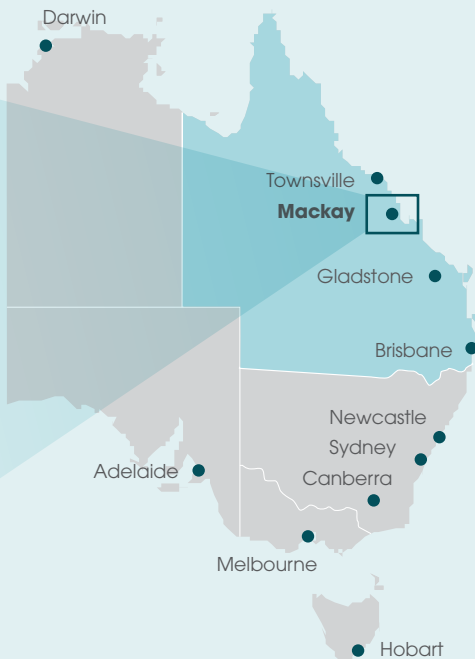 Darwin
Townsville
Mackay
Gladstone
Brisbane
Newcastle
Sydney
Adelaide
Canberra
Melbourne
Hobart